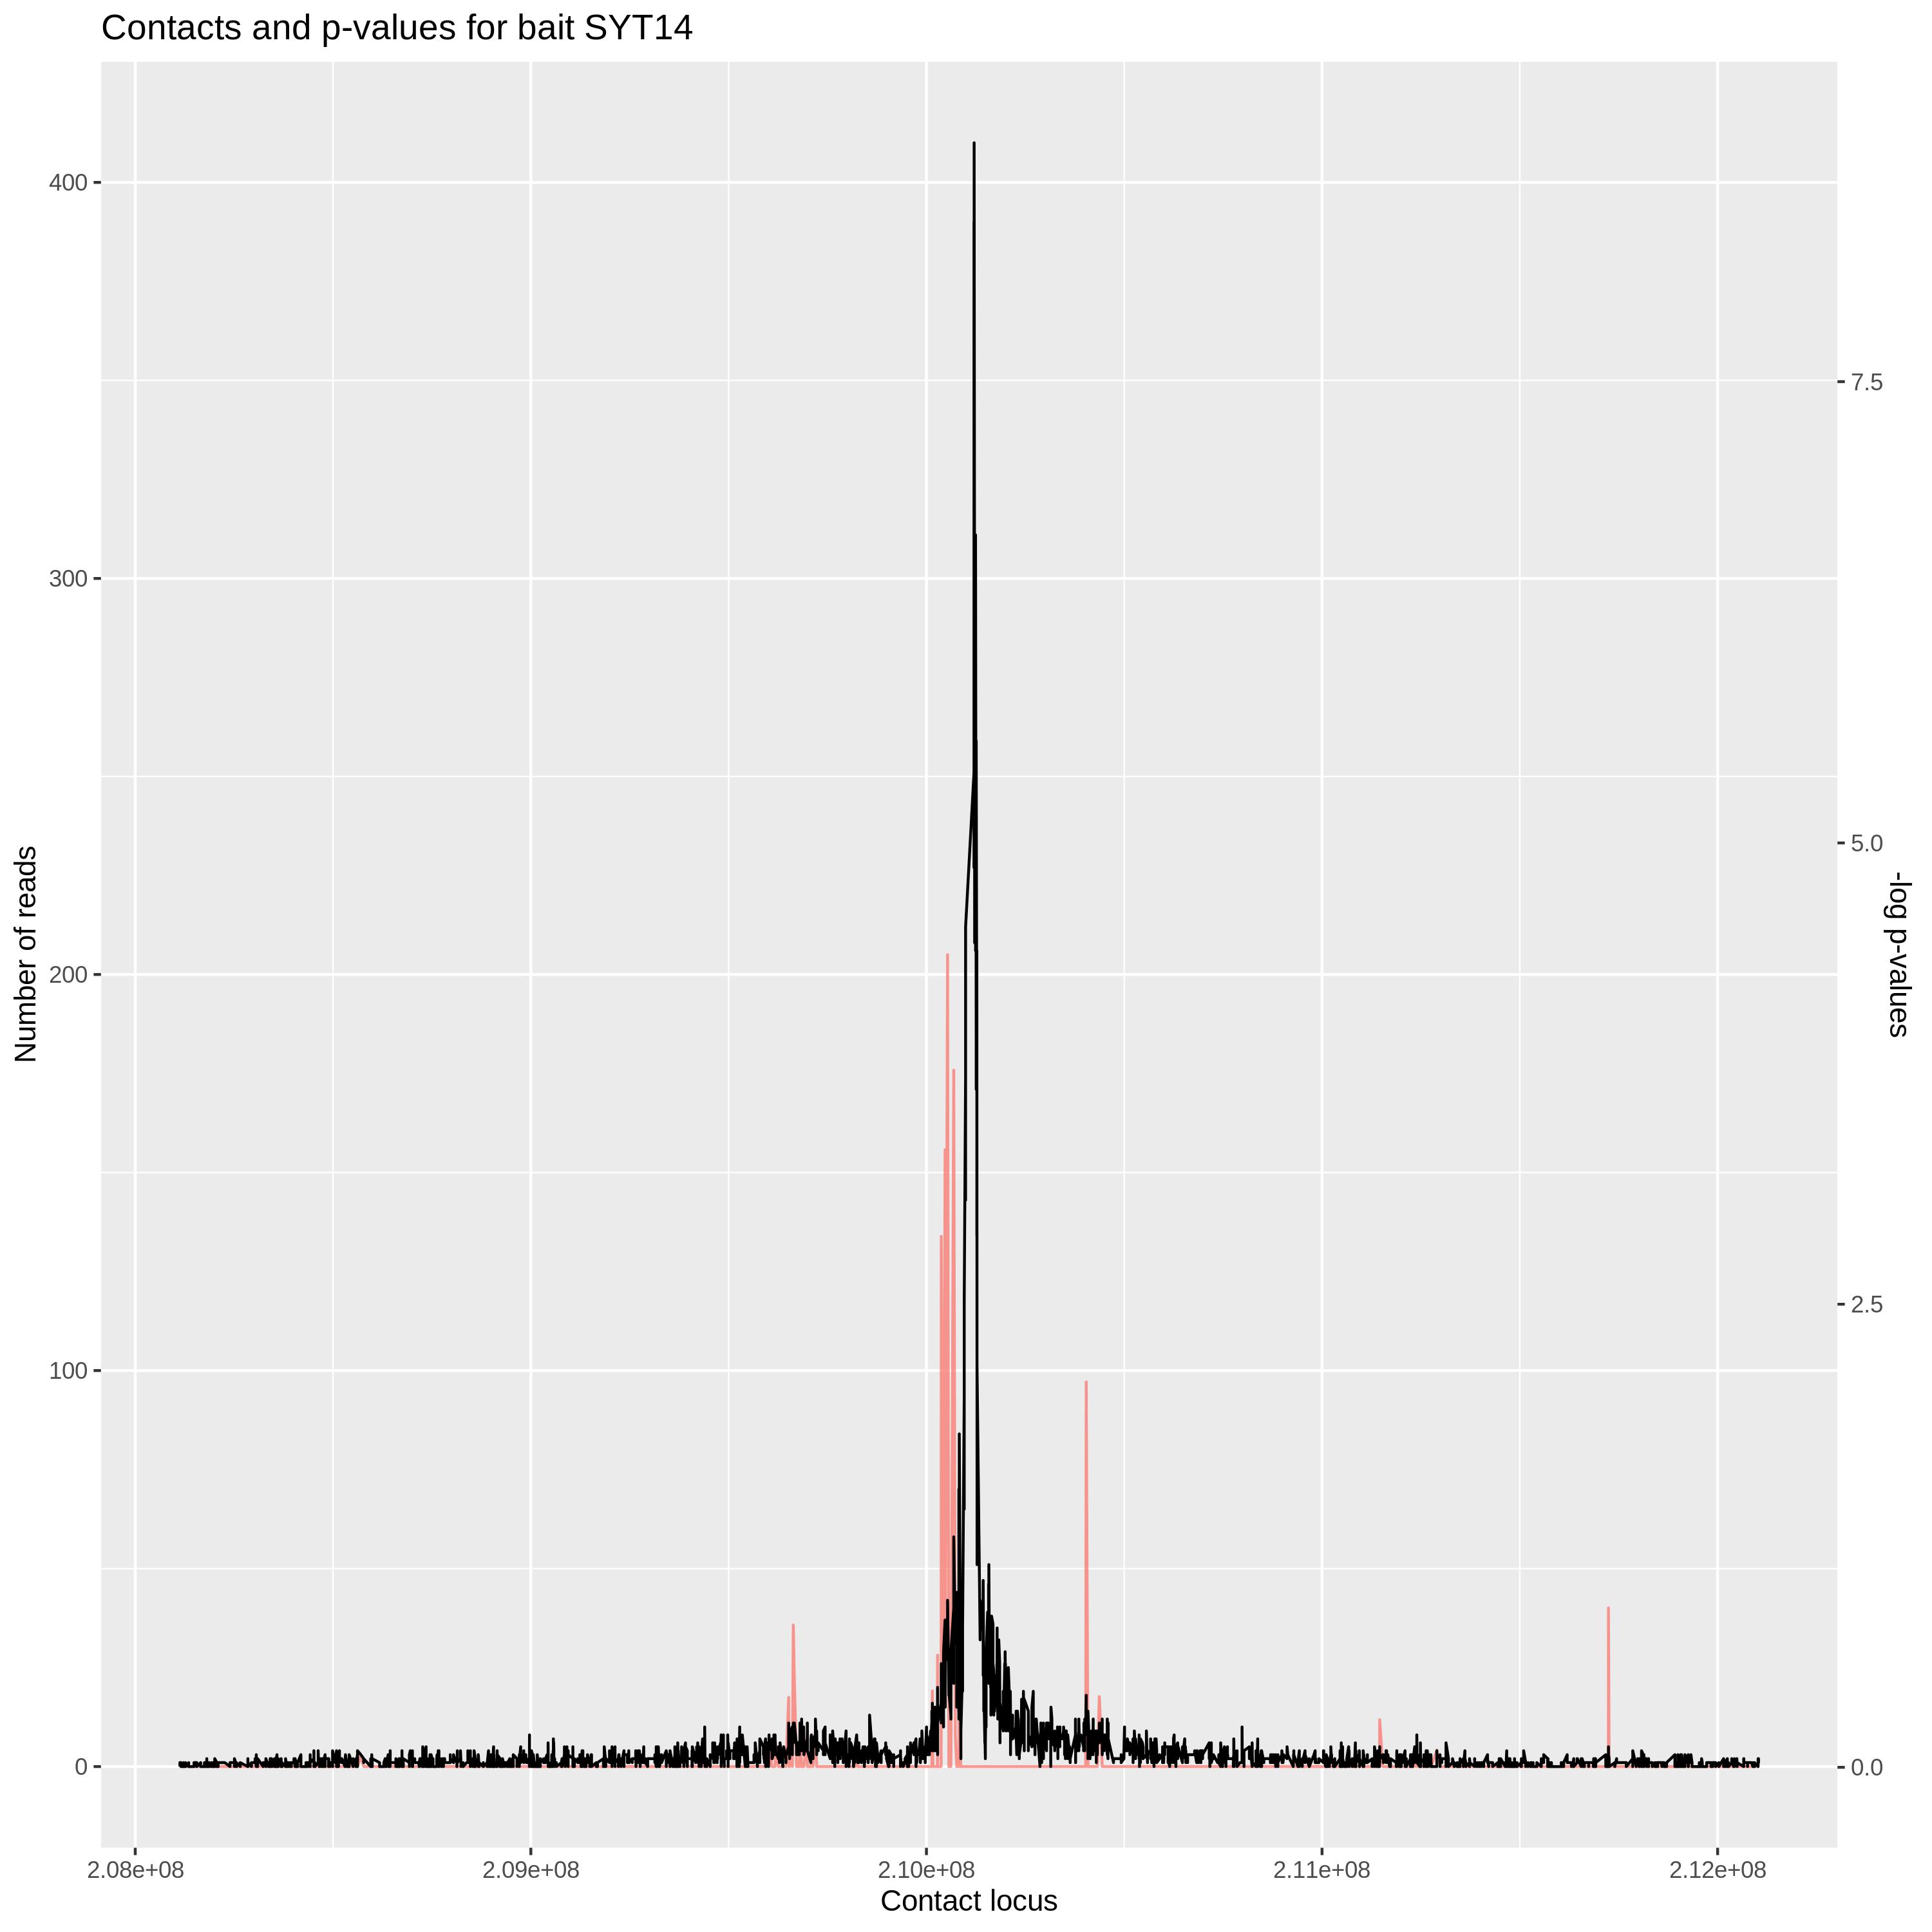 Contacts and p-values for bait SYT14
400
300
200
100
0
Number of reads
7.5
5.0
2.5
0.0
-log p-values
2.08e+08
2.09e+08
2.10e+08
2.11e+08
2.12e+08
Contact locus